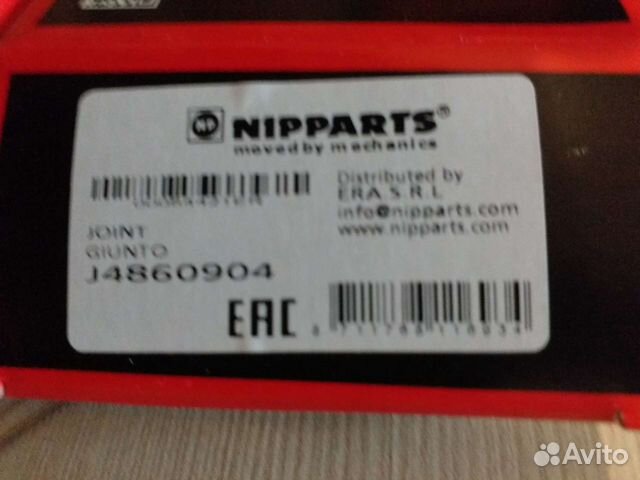 NIPPARTS®
moved by mechanics
Distributed by
ERA S.R.L
info@nipparts.com
www.nipparts.com
JOINT
GIUNTO
J4860904
EAC
Avito